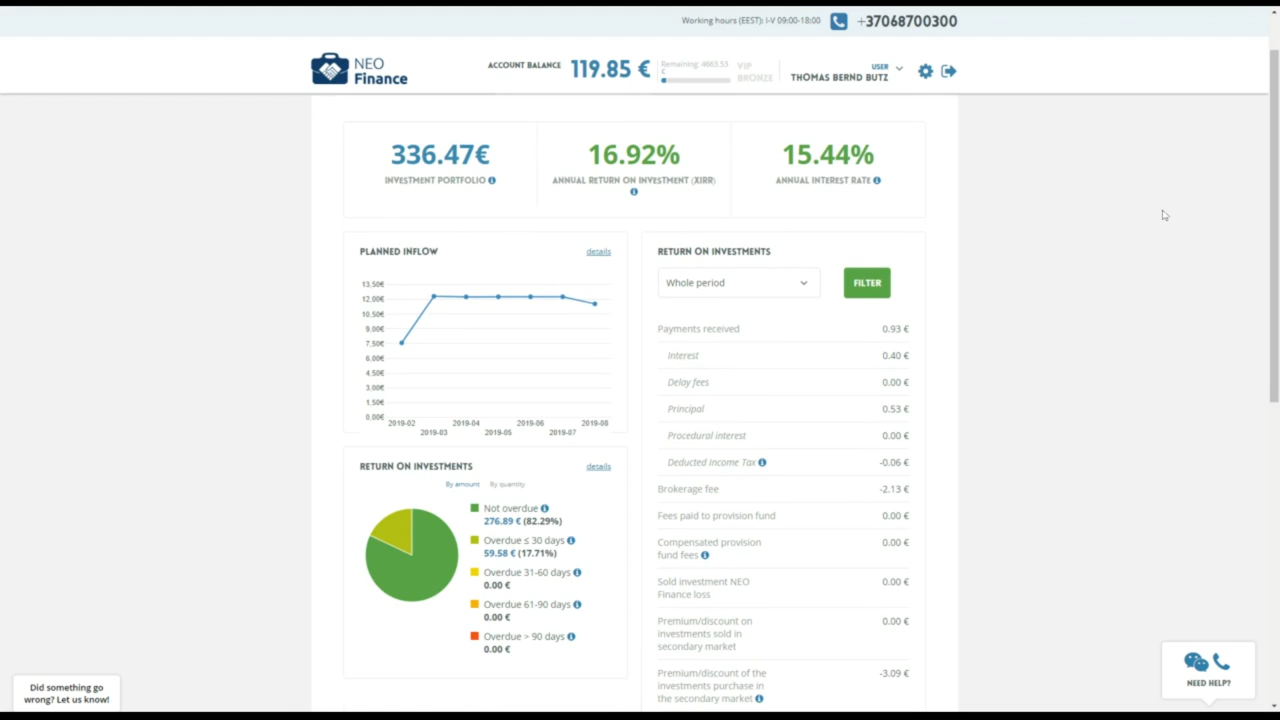 Working hours (EEST): I-V 09:00-18:00
+37068700300
NEO
Finance
ACCOUNT BALANCE
119.85 €
Remaining: 4663.53
€
VIP
BRONZE
USER
THOMAS BERND BUTZ
336.47€
INVESTMENT PORTFOLIO
16.92%
ANNUAL RETURN ON INVESTMENT (XIRR)
15.44%
ANNUAL INTEREST RATE
PLANNED INFLOW
details
13,50€
12,00€
10,50€
9,00€
7,50€
6,00€
4,50€
3,00€
1,50€
0,00€
2019-02
2019-03
2019-04
2019-05
2019-06
2019-07
2019-08
RETURN ON INVESTMENTS
details
By amount
By quantity
Not overdue
276.89 € (82.29%)
Overdue ≤ 30 days
59.58 € (17.71%)
Overdue 31-60 days
0.00 €
Overdue 61-90 days
0.00 €
Overdue > 90 days
0.00 €
RETURN ON INVESTMENTS
Whole period
FILTER
Payments received 0.93 €
Interest 0.40 €
Delay fees 0.00 €
Principal 0.53 €
Procedural interest 0.00 €
Deducted Income Tax -0.06 €
Brokerage fee -2.13 €
Fees paid to provision fund 0.00 €
Compensated provision 0.00 €
fund fees
Sold investment NEO 0.00 €
Finance loss
Premium/discount on 0.00 €
investments sold in
secondary market
Premium/discount of the -3.09 €
investments purchase in
the secondary market
Did something go
wrong? Let us know!
NEED HELP?